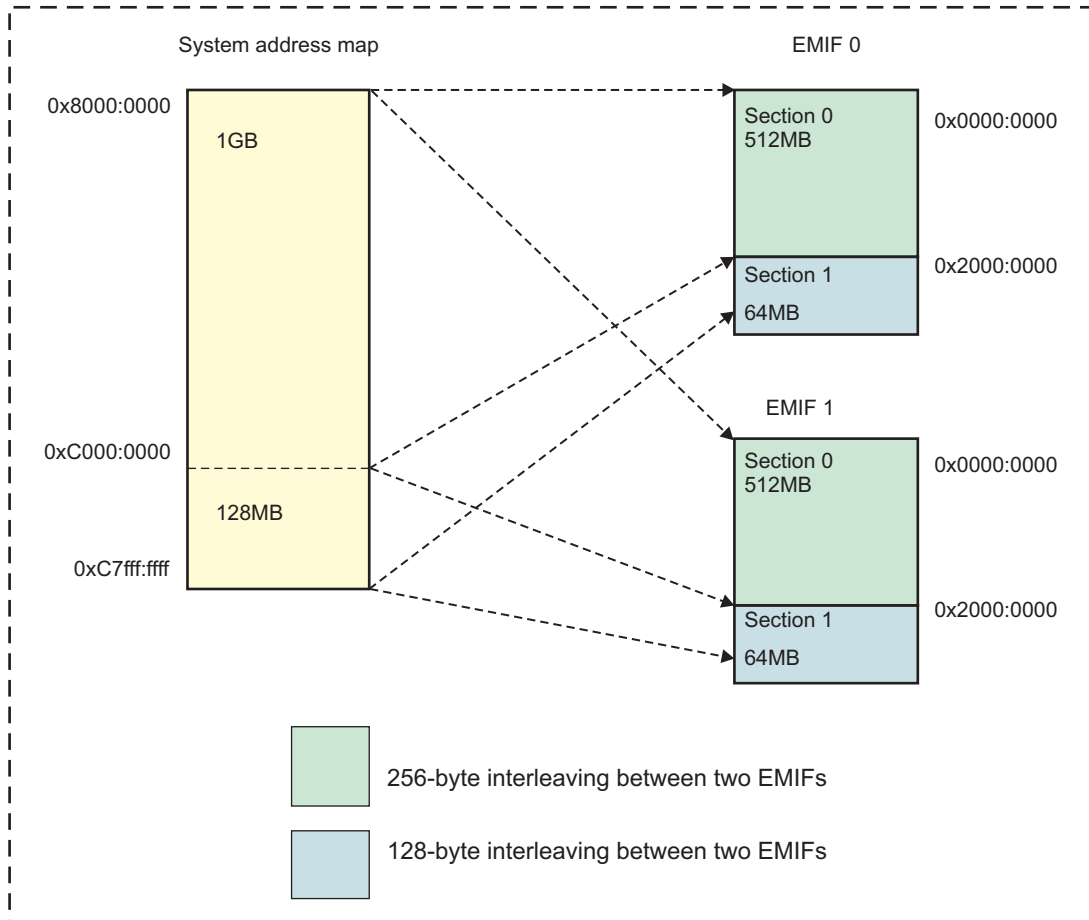 System address map
EMIF 0
0x8000:0000
1GB
Section 0
512MB
0x0000:0000
Section 1
64MB
0x2000:0000
EMIF 1
0xC000:0000
128MB
0xC7fff:ffff
Section 0
512MB
0x0000:0000
Section 1
64MB
0x2000:0000
256-byte interleaving between two EMIFs
128-byte interleaving between two EMIFs